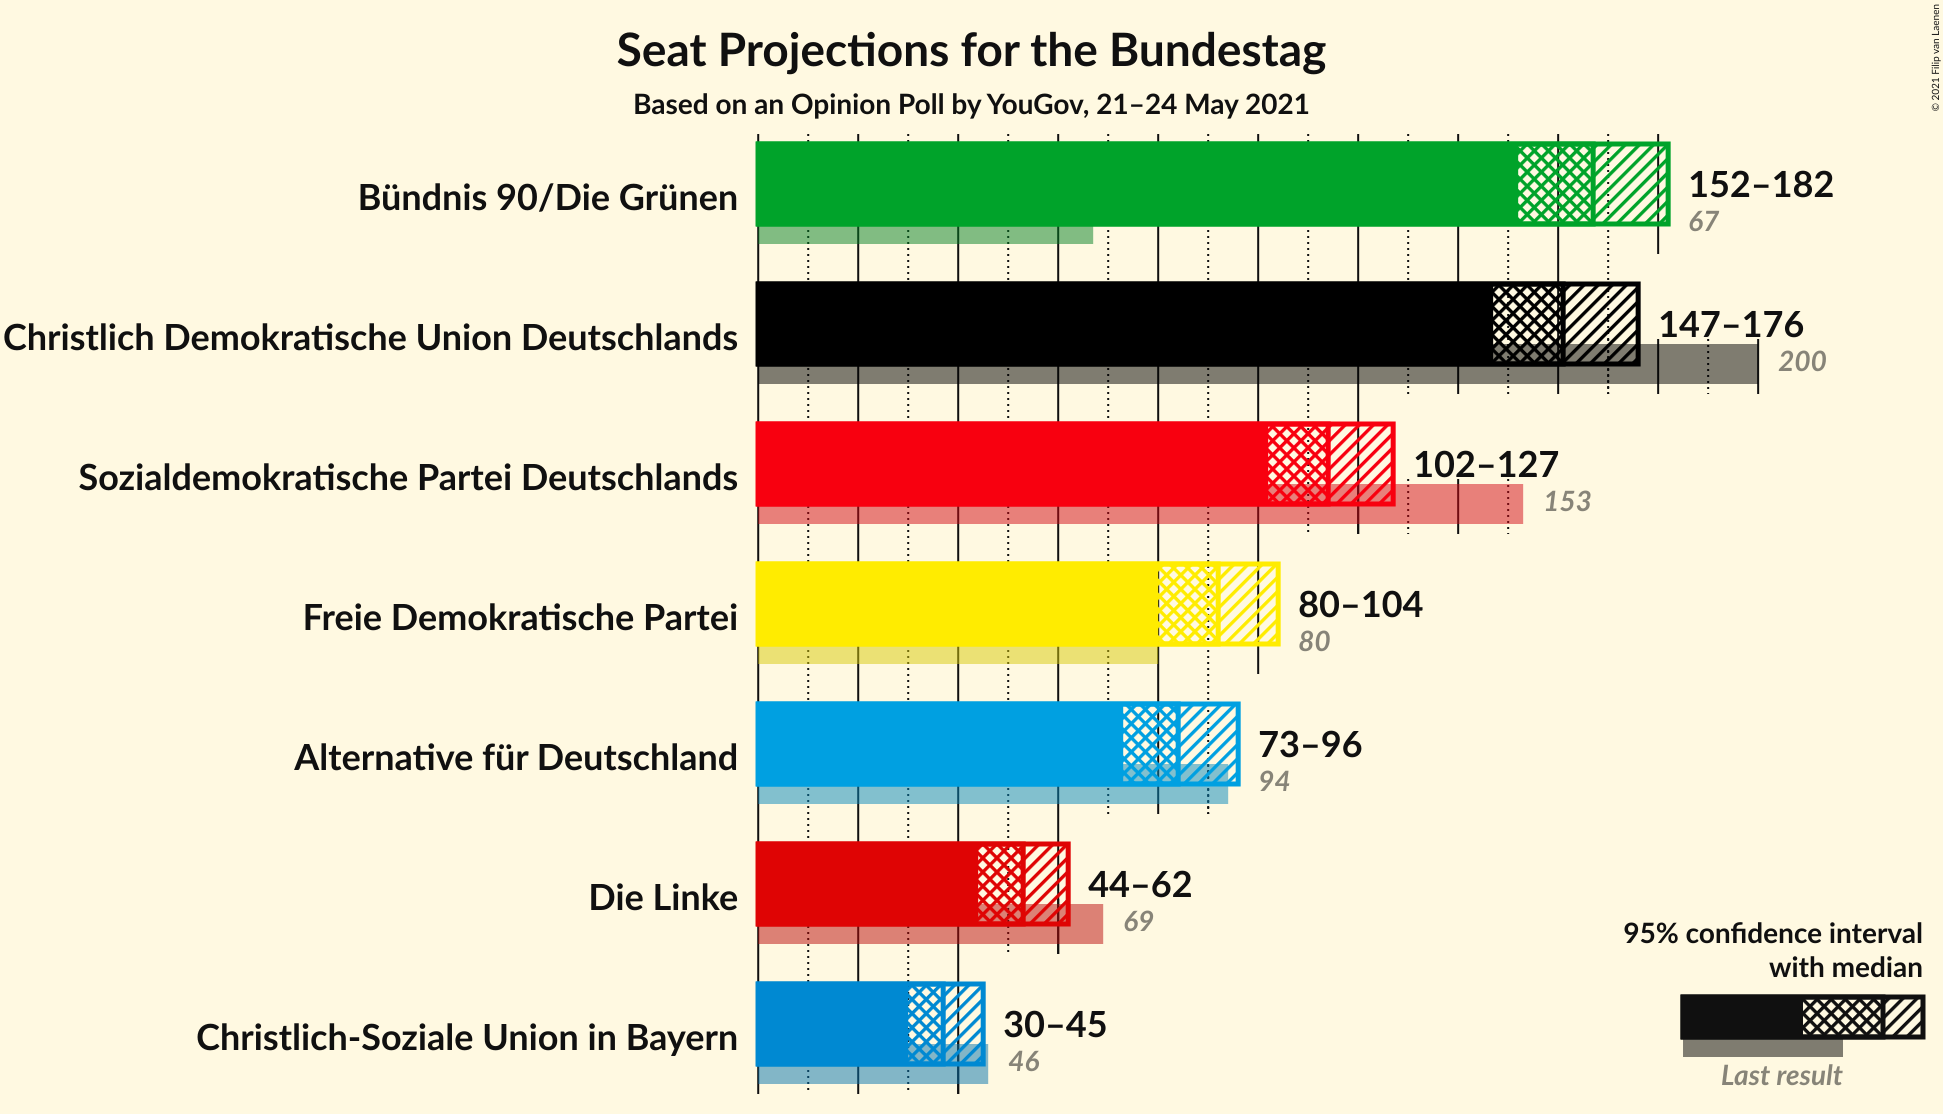 Seat Projections for the Bundestag
Based on an Opinion Poll by YouGov, 21–24 May 2021
© 2021 Filip van Laenen
Bündnis 90/Die Grünen
152–182
67
Christlich Demokratische Union Deutschlands
147–176
200
Sozialdemokratische Partei Deutschlands
102–127
153
Freie Demokratische Partei
80–104
80
Alternative für Deutschland
73–96
94
Die Linke
44–62
69
Christlich-Soziale Union in Bayern
30–45
46
95% confidence interval
with median
Last result